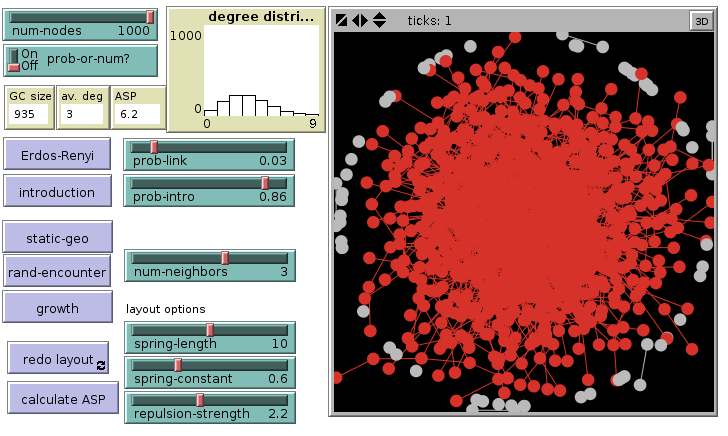 num-nodes 1000
On
Off
prob-or-num?
GC size
935
av. deg
3
ASP
6.2
degree distri...
1000
0
0 9
Erdos-Renyi
introduction
static-geo
rand-encounter
growth
redo layout
calculate ASP
prob-link 0.03
prob-intro 0.86
num-neighbors 3
layout options
spring-length 10
spring-constant 0.6
repulsion-strength 2.2
ticks: 1
3D